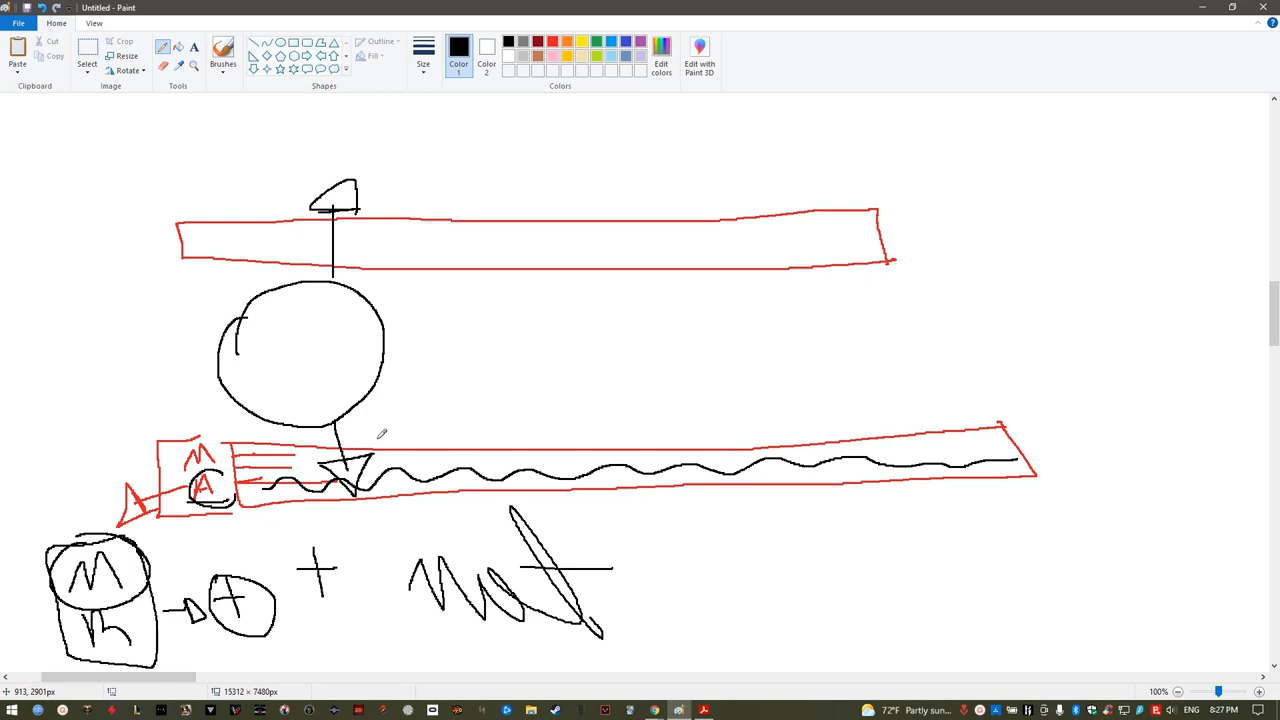 Untitled - Paint
File Home View
Paste Cut Copy Clipboard
Select Crop Resize Rotate Image
Tools
Brushes
Outline Fill Shapes
Size
Color 1
Color 2
Edit colors
Colors
Edit with Paint 3D
M
A
M
h
+
+
913, 2901px
15312 × 7480px
100%
72°F Partly sun...
ENG
8:27 PM